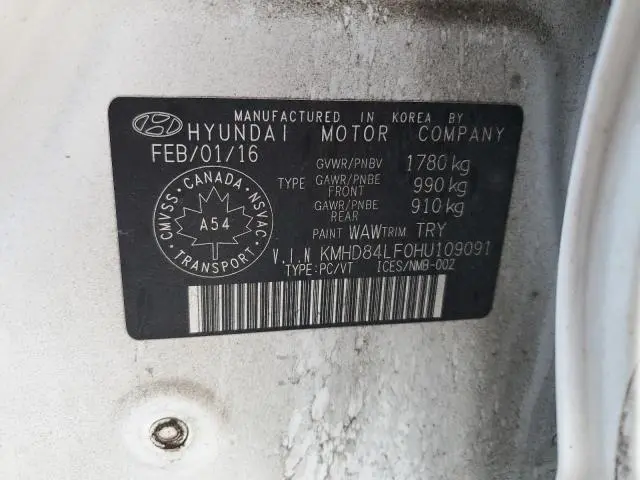 MANUFACTURED IN KOREA BY
HYUNDAI MOTOR COMPANY
FEB/01/16
GVWR/PNBV 1780 kg
TYPE GAWR/PNBE FRONT 990 kg
GAWR/PNBE REAR 910 kg
PAINT WAW TRIM TRY
V.I.N KMHD84LF0HU109091
TYPE:PC/VT ICES/NMB-002
CMVSS • CANADA • NSVAC
A54
TRANSPORT